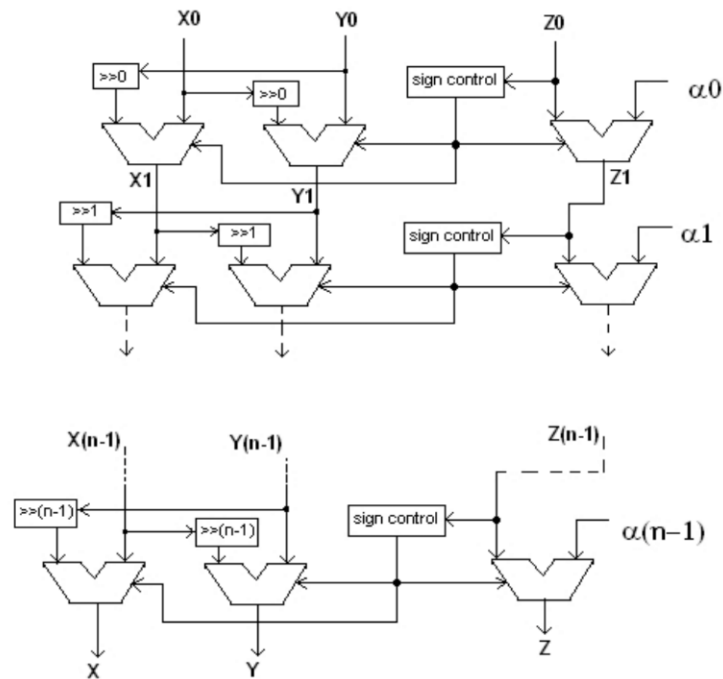 X0 Y0 Z0
>>0 sign control
>>0 α0
X1 Y1 Z1
>>1 sign control
>>1 α1
X(n-1) Y(n-1) Z(n-1)
>>(n-1) sign control
>>(n-1) α(n−1)
X Y Z